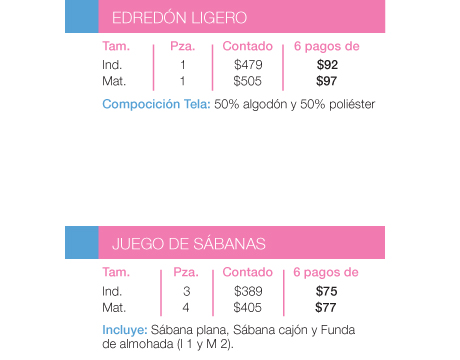 EDREDÓN LIGERO
Tam. Pza. Contado 6 pagos de
Ind. 1 $479 $92
Mat. 1 $505 $97
Compocición Tela: 50% algodón y 50% poliéster
JUEGO DE SÁBANAS
Tam. Pza. Contado 6 pagos de
Ind. 3 $389 $75
Mat. 4 $405 $77
Incluye: Sábana plana, Sábana cajón y Funda
de almohada (I 1 y M 2).